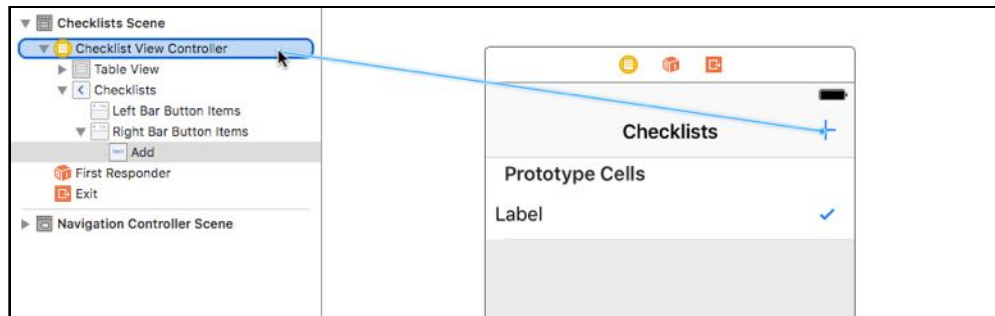 Checklists Scene
Checklist View Controller
Table View
Checklists
Left Bar Button Items
Right Bar Button Items
Add
First Responder
Exit
Navigation Controller Scene
Checklists
Prototype Cells
Label